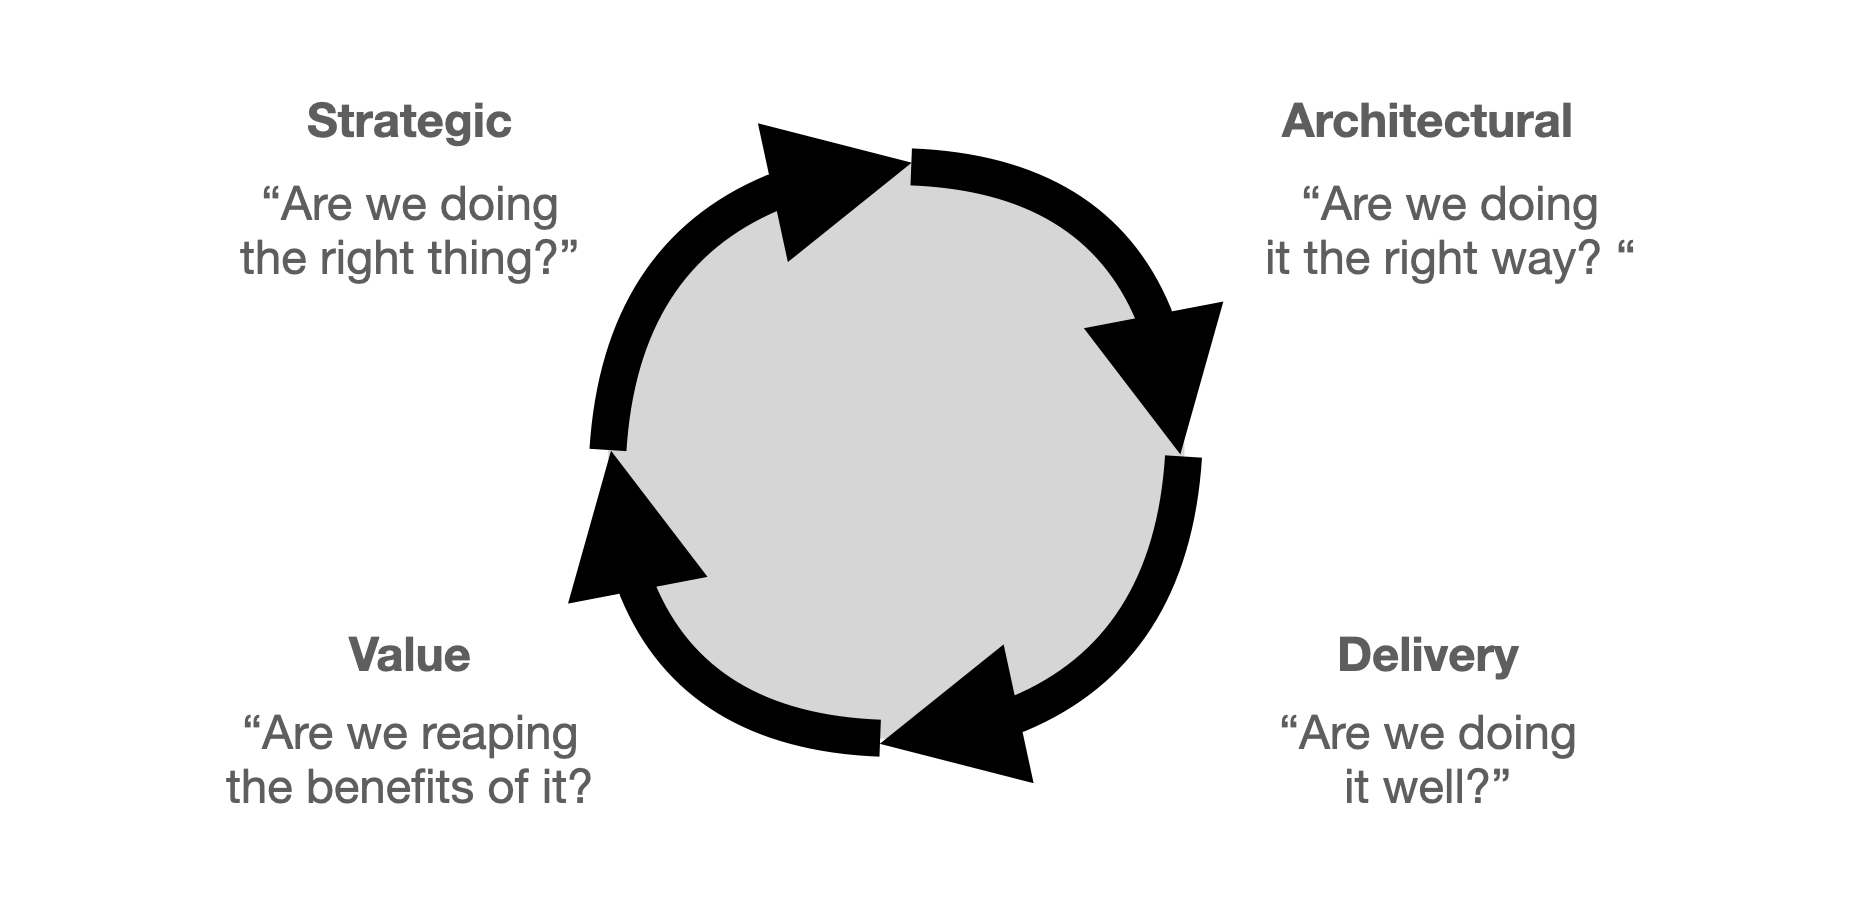 Strategic
“Are we doing
the right thing?”
Architectural
“Are we doing
it the right way? “
Value
“Are we reaping
the benefits of it?
Delivery
“Are we doing
it well?”